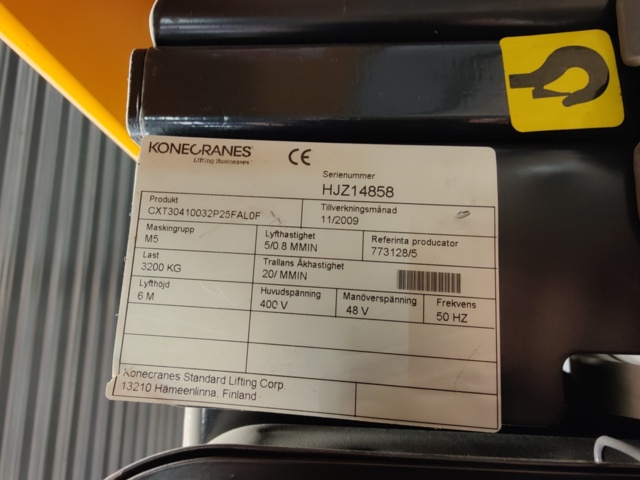 KONECRANES
Lifting Businesses
CE
Serienummer
HJZ14858
Produkt
CXT30410032P25FAL0F
Tillverkningsmånad
11/2009
Maskingrupp
M5
Lyfthastighet
5/0.8 MMIN
Referinta producator
773128/5
Last
3200 KG
Trallans Åkhastighet
20/ MMIN
Lyfthöjd
6 M
Huvudspänning
400 V
Manöverspänning
48 V
Frekvens
50 HZ
Konecranes Standard Lifting Corp.
13210 Hämeenlinna, Finland